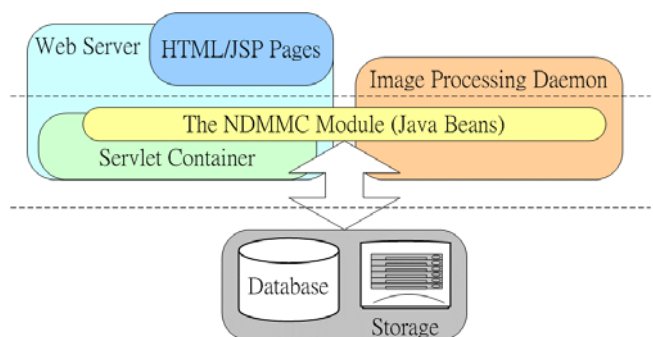 Web Server
HTML/JSP Pages
Image Processing Daemon
The NDMMC Module (Java Beans)
Servlet Container
Database
Storage